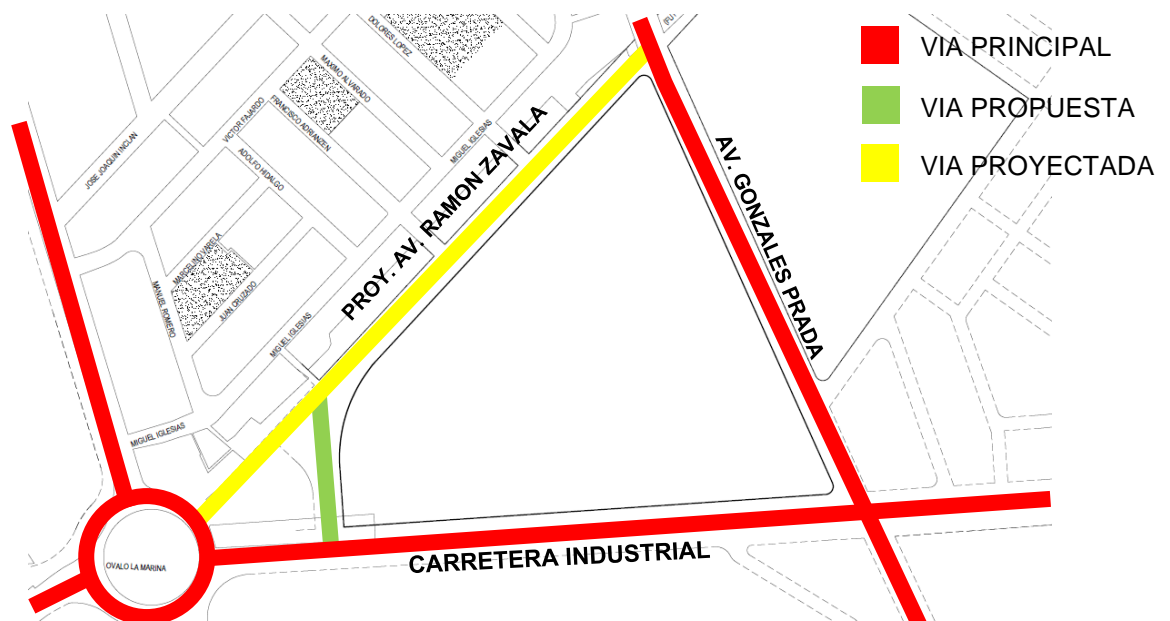 VIA PRINCIPAL
VIA PROPUESTA
VIA PROYECTADA
DOLORES LOPEZ
MAXIMO ALVARADO
FRANCISCO ADRIANZEN
VICTOR FAJARDO
JOSE JOAQUIN INCLAN
ADOLFO HIDALGO
MIGUEL IGLESIAS
PROY. AV. RAMON ZAVALA
AV. GONZALES PRADA
MARCELINO VARELA
MANUEL ROMERO
JUAN CRUZADO
MIGUEL IGLESIAS
MIGUEL IGLESIAS
OVALO LA MARINA
CARRETERA INDUSTRIAL